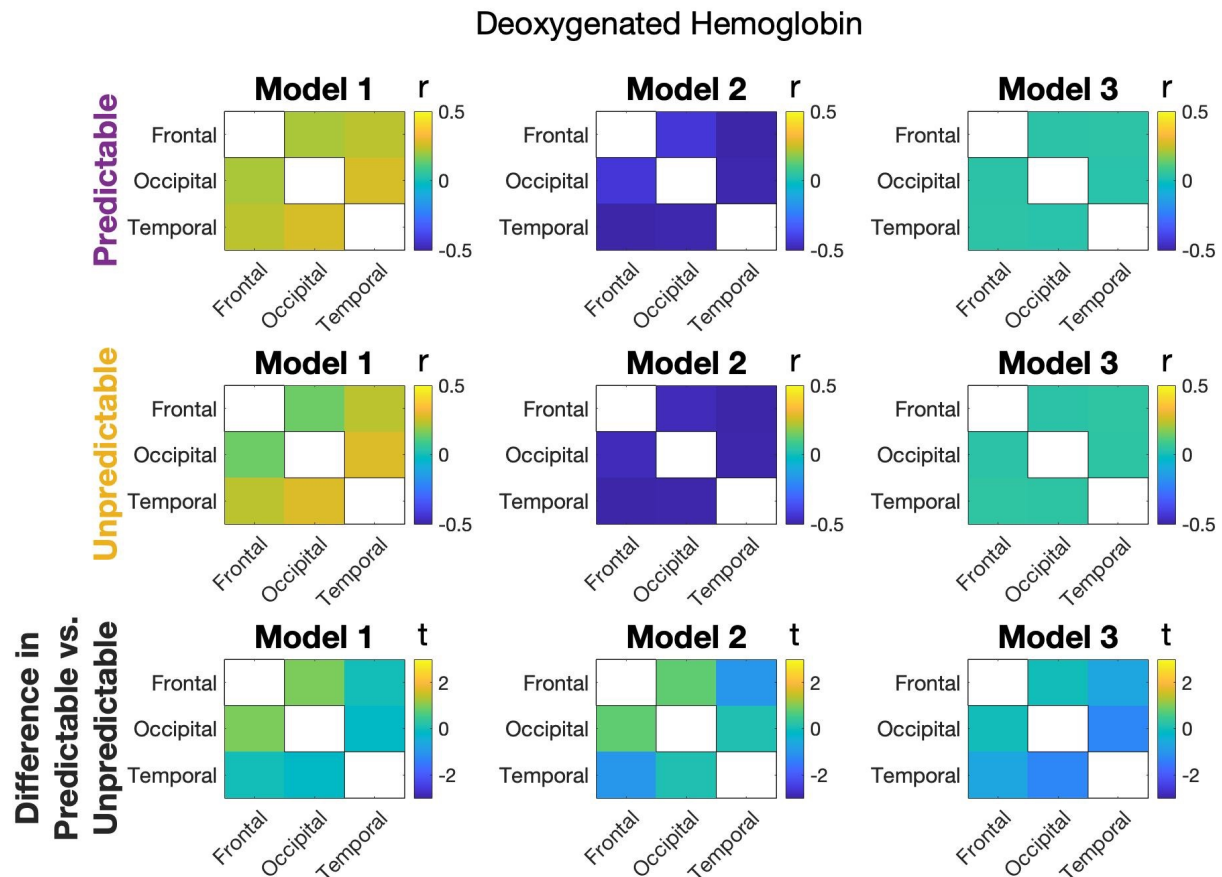 Deoxygenated Hemoglobin
Predictable
Model 1 r
Frontal
Occipital
Temporal
Frontal
Occipital
Temporal
0.5
0
-0.5
Model 2 r
Frontal
Occipital
Temporal
Frontal
Occipital
Temporal
0.5
0
-0.5
Model 3 r
Frontal
Occipital
Temporal
Frontal
Occipital
Temporal
0.5
0
-0.5
Unpredictable
Model 1 r
Frontal
Occipital
Temporal
Frontal
Occipital
Temporal
0.5
0
-0.5
Model 2 r
Frontal
Occipital
Temporal
Frontal
Occipital
Temporal
0.5
0
-0.5
Model 3 r
Frontal
Occipital
Temporal
Frontal
Occipital
Temporal
0.5
0
-0.5
Difference in
Predictable vs.
Unpredictable
Model 1 t
Frontal
Occipital
Temporal
Frontal
Occipital
Temporal
2
0
-2
Model 2 t
Frontal
Occipital
Temporal
Frontal
Occipital
Temporal
2
0
-2
Model 3 t
Frontal
Occipital
Temporal
Frontal
Occipital
Temporal
2
0
-2